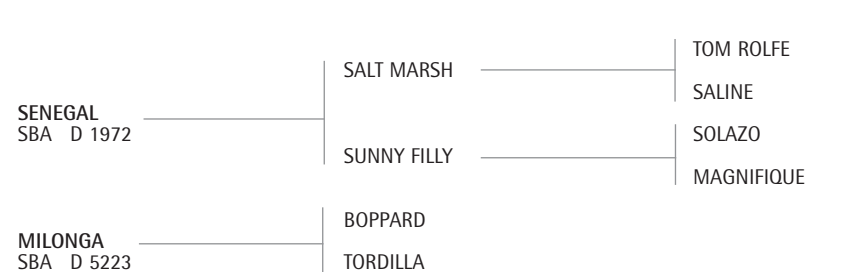 TOM ROLFE
SALT MARSH
SALINE
SENEGAL
SBA D 1972
SOLAZO
SUNNY FILLY
MAGNIFIQUE
BOPPARD
MILONGA
SBA D 5223
TORDILLA